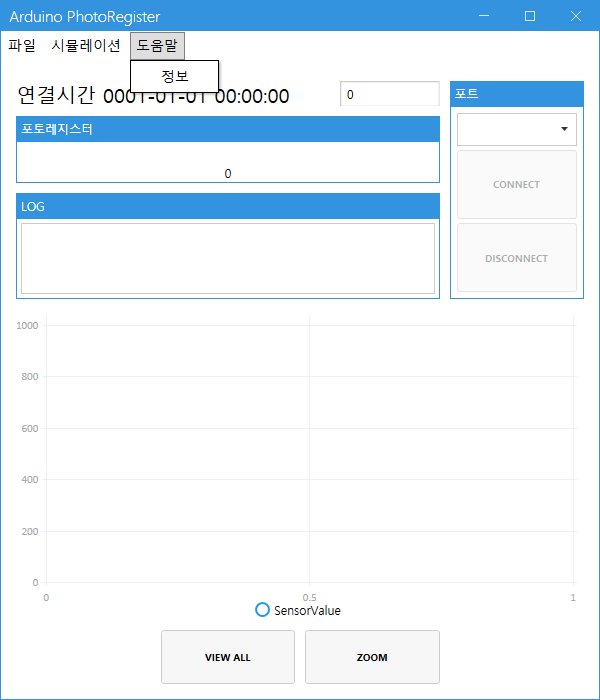 Arduino PhotoRegister
파일 시뮬레이션 도움말
정보
연결시간 0001-01-01 00:00:00
0
포트
포토레지스터
0
CONNECT
LOG
DISCONNECT
1000
800
600
400
200
0
0 0.5 1
SensorValue
VIEW ALL ZOOM